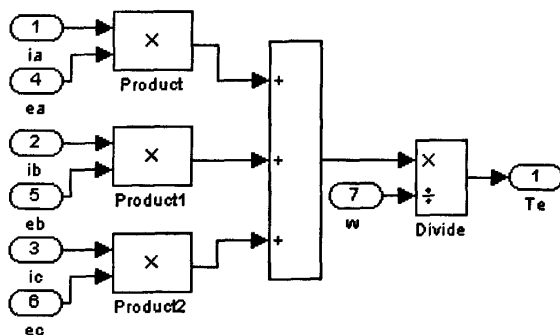 1
ia
4
ea
×
Product
2
ib
5
eb
×
Product1
3
ic
6
ec
×
Product2
+
+
+
7
w
×
÷
Divide
1
Te